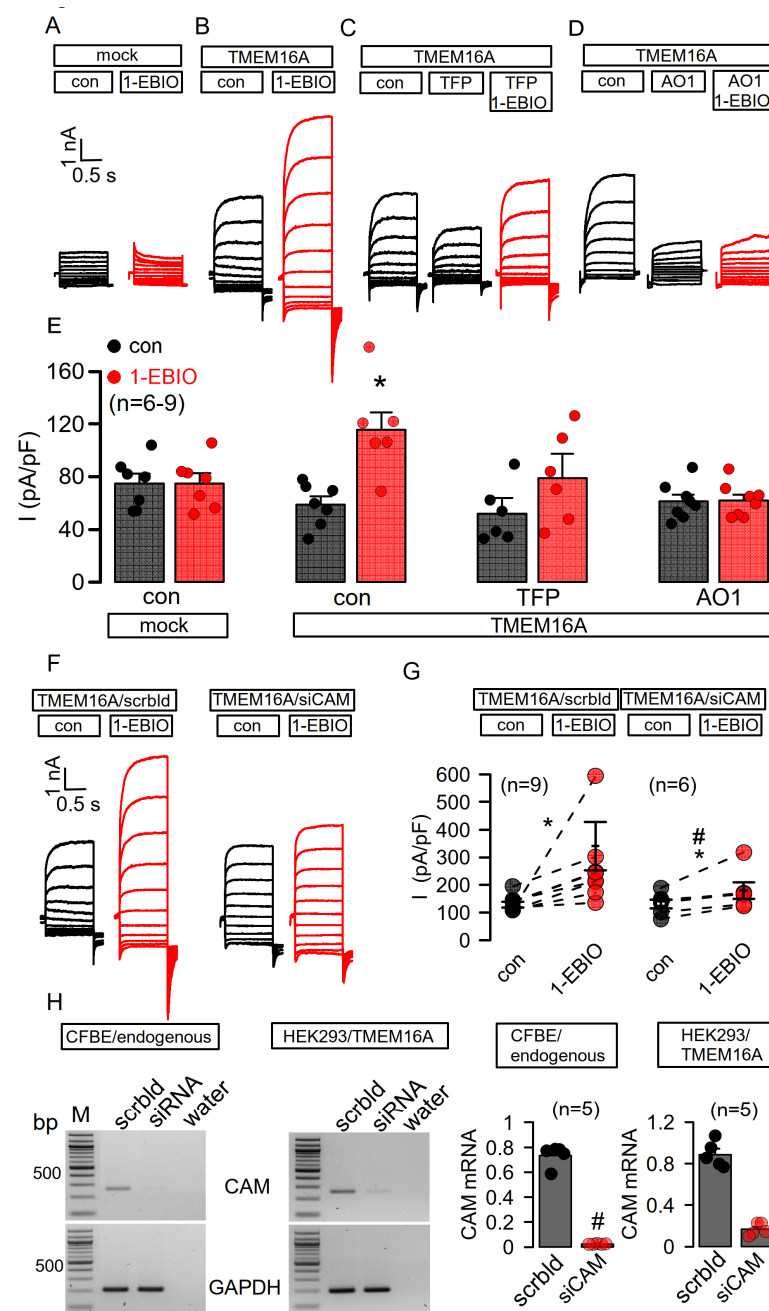 A B C D
mock TMEM16A TMEM16A TMEM16A
con 1-EBIO con 1-EBIO con TFP TFP 1-EBIO con AO1 AO1 1-EBIO
1 nA
0.5 s
E
con
1-EBIO
(n=6-9)
I (pA/pF)
160
120
80
40
0
con con TFP AO1
mock TMEM16A
F G
TMEM16A/scrbld TMEM16A/siCAM
con 1-EBIO con 1-EBIO
1 nA
0.5 s
TMEM16A/scrbld TMEM16A/siCAM
con 1-EBIO con 1-EBIO
I (pA/pF)
600
500
400
300
200
100
0
(n=9) (n=6)
* # *
con 1-EBIO con 1-EBIO
H
CFBE/endogenous HEK293/TMEM16A
bp M scrbld siRNA water scrbld siRNA water
500 CAM
500 GAPDH
CFBE/
endogenous
(n=5)
CAM mRNA
1
0.8
0.6
0.4
0.2
0
#
scrbld siCAM
HEK293/
TMEM16A
(n=5)
CAM mRNA
1.2
0.8
0.4
0
scrbld siCAM